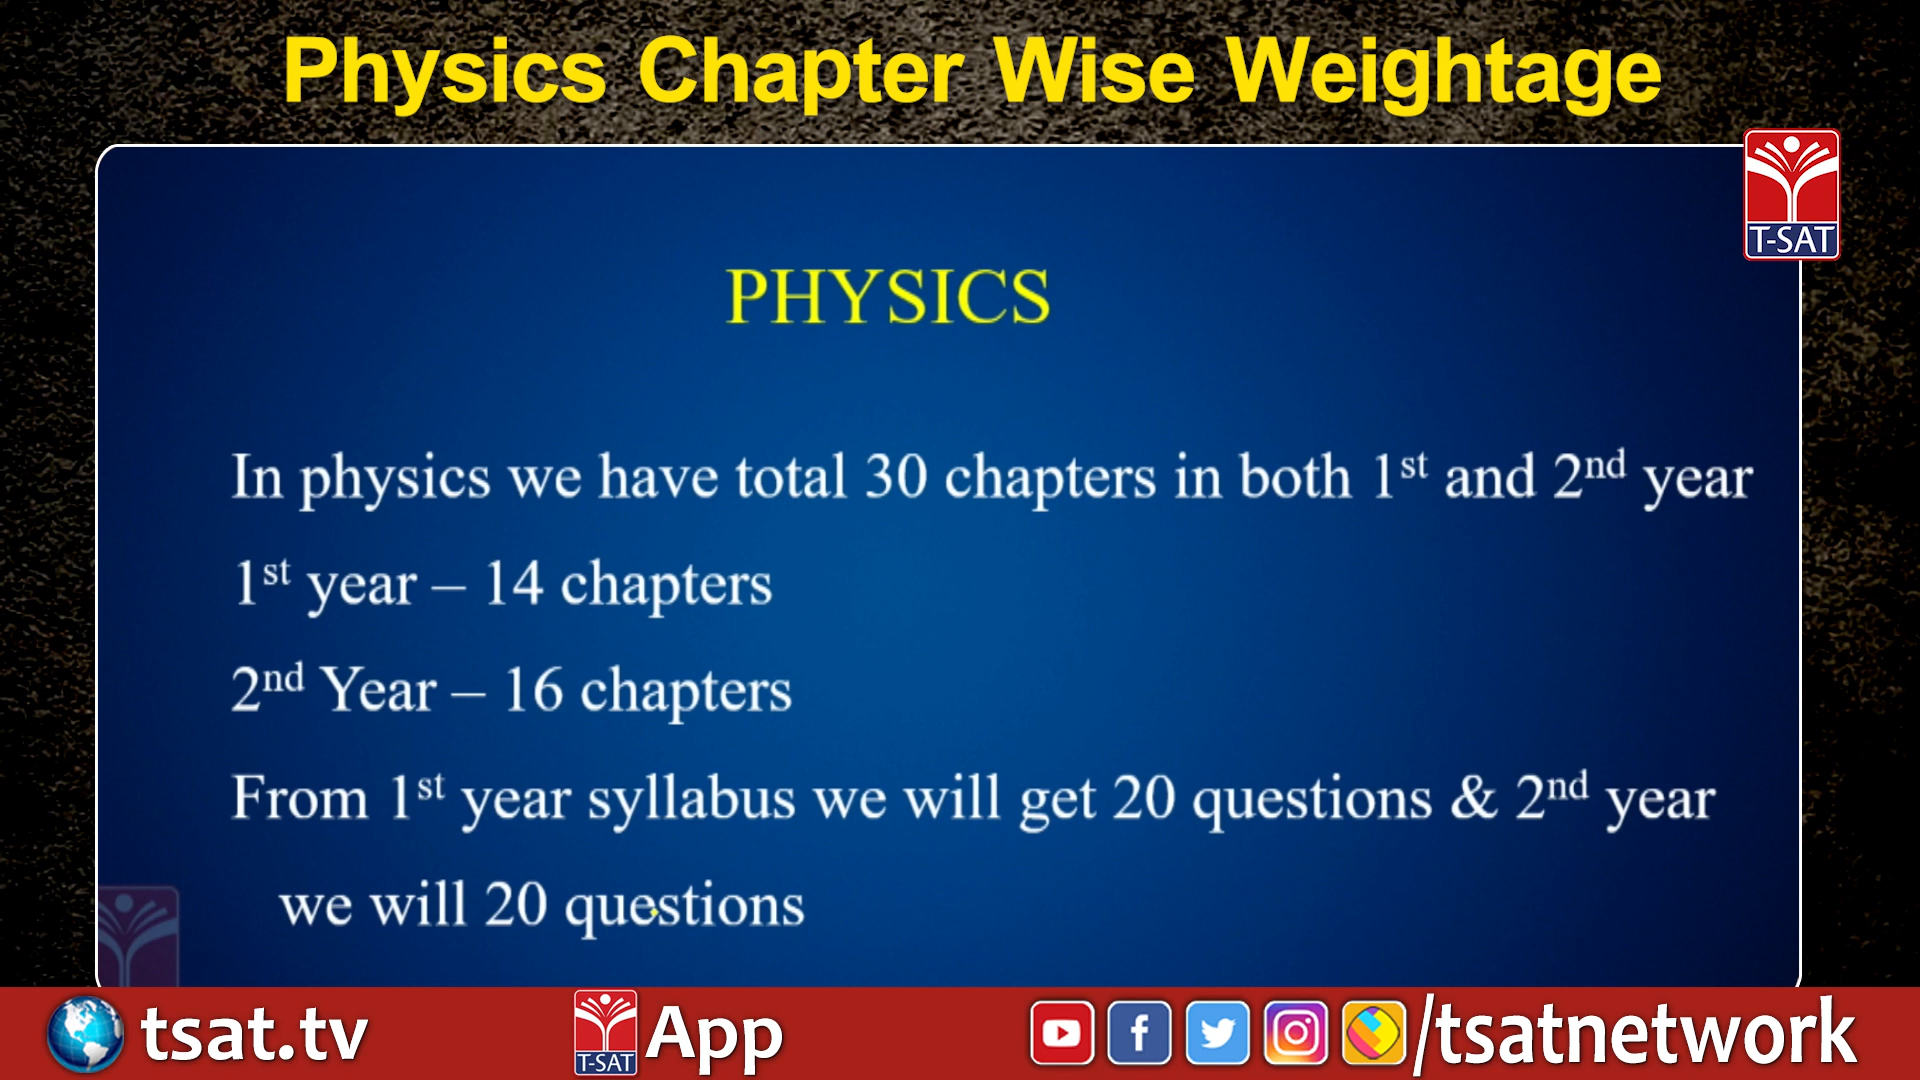 Physics Chapter Wise Weightage
T-SAT
PHYSICS
In physics we have total 30 chapters in both 1st and 2nd year
1st year – 14 chapters
2nd Year – 16 chapters
From 1st year syllabus we will get 20 questions & 2nd year
we will 20 questions
tsat.tv
T-SAT
App
/tsatnetwork